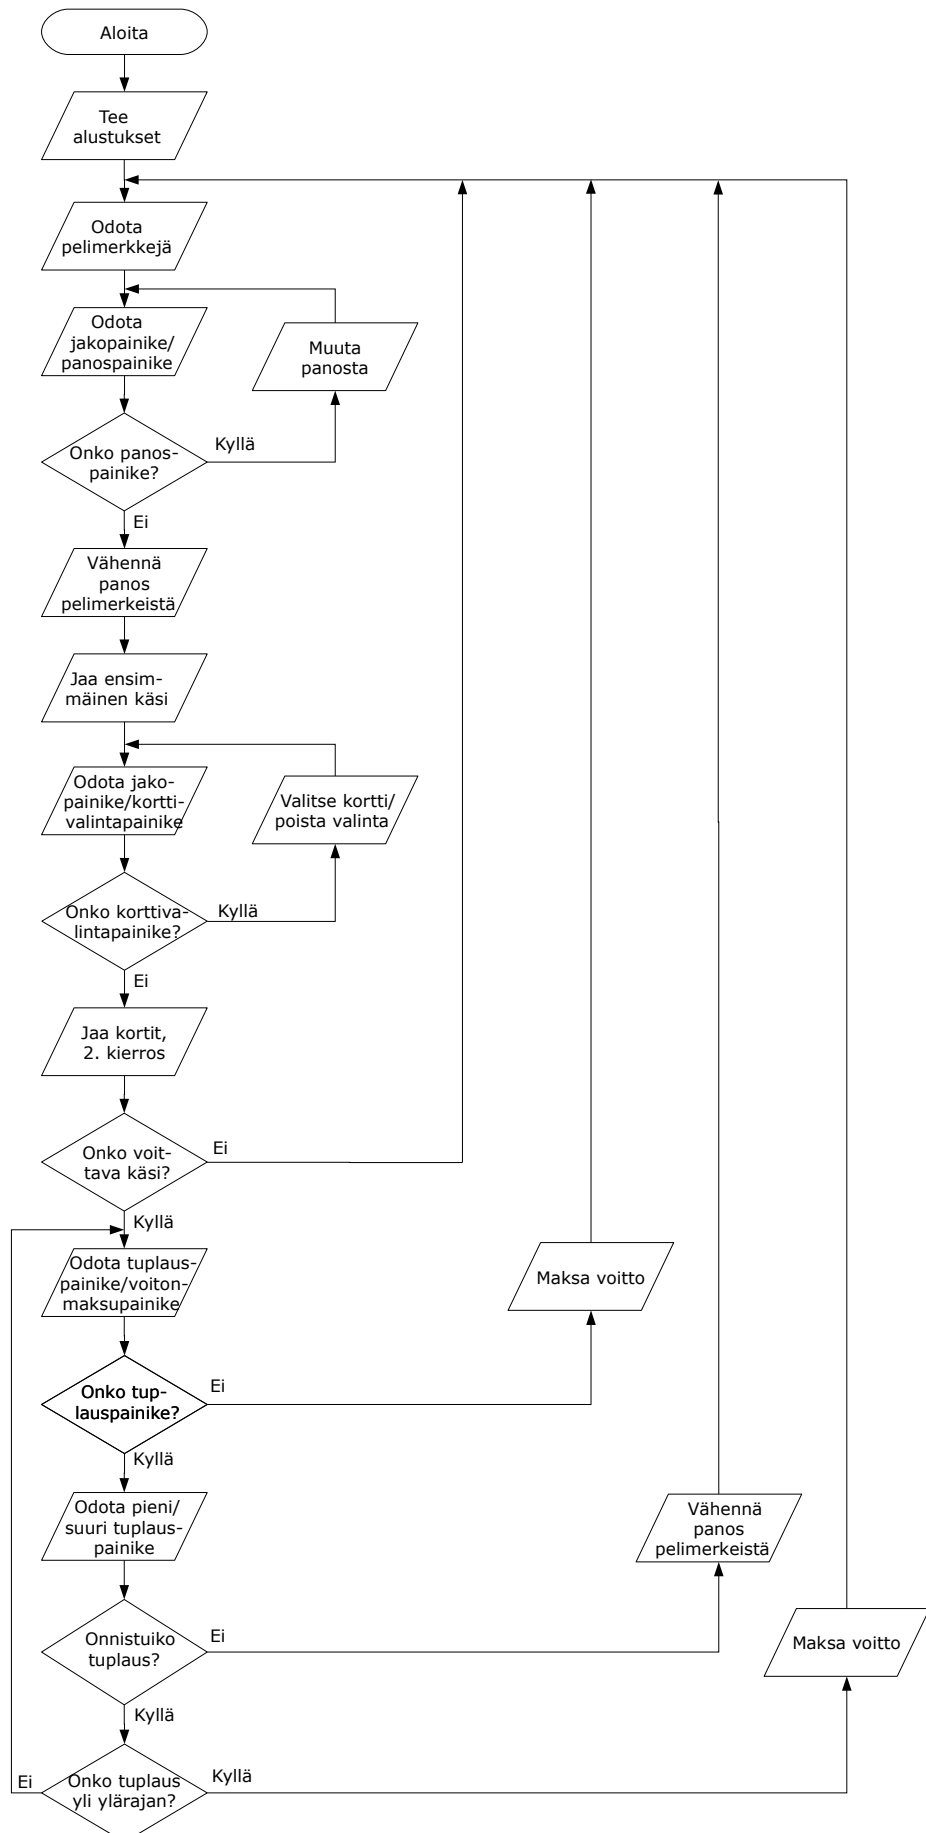 Aloita
Tee
alustukset
Odota
pelimerkkejä
Odota
jakopainike/
panospainike
Muuta
panosta
Onko panos-
painike?
Kyllä
Ei
Vähennä
panos
pelimerkeistä
Jaa ensim-
mäinen käsi
Odota jako-
painike/kortti-
valintapainike
Valitse kortti/
poista valinta
Onko korttiva-
lintapainike?
Kyllä
Ei
Jaa kortit,
2. kierros
Onko voit-
tava käsi?
Ei
Kyllä
Odota tuplaus-
painike/voiton-
maksupainike
Maksa voitto
Onko tup-
lauspainike?
Ei
Kyllä
Odota pieni/
suuri tuplaus-
painike
Vähennä
panos
pelimerkeistä
Onnistuiko
tuplaus?
Ei
Maksa voitto
Kyllä
Onko tuplaus
yli ylärajan?
Ei
Kyllä